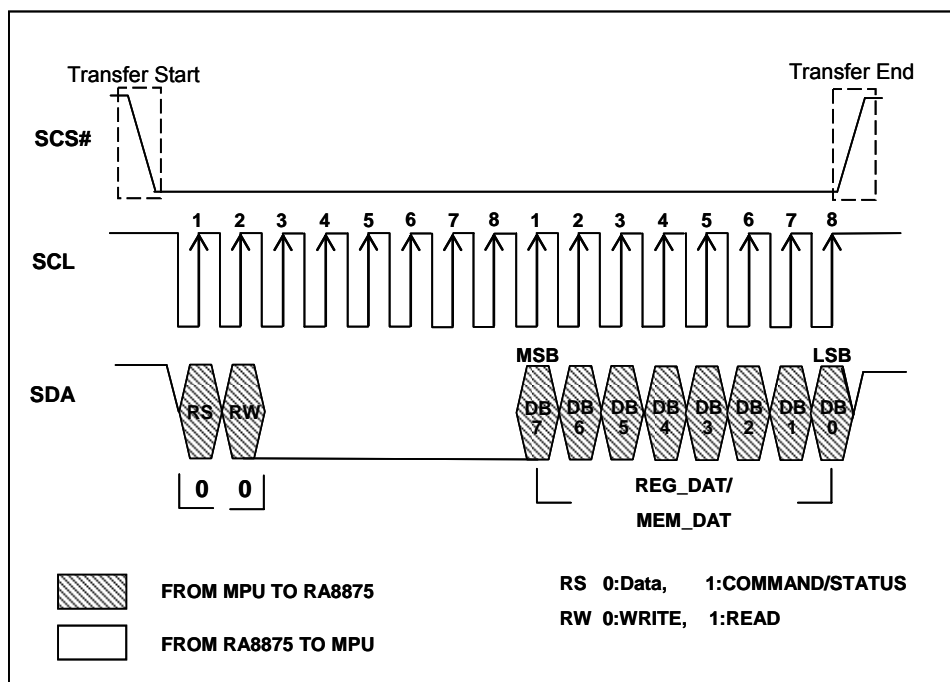 Transfer Start
Transfer End
SCS#
1 2 3 4 5 6 7 8 1 2 3 4 5 6 7 8
SCL
MSB LSB
SDA
RS RW DB 7 DB 6 DB 5 DB 4 DB 3 DB 2 DB 1 DB 0
0 0
REG_DAT/
MEM_DAT
FROM MPU TO RA8875
RS 0:Data, 1:COMMAND/STATUS
RW 0:WRITE, 1:READ
FROM RA8875 TO MPU